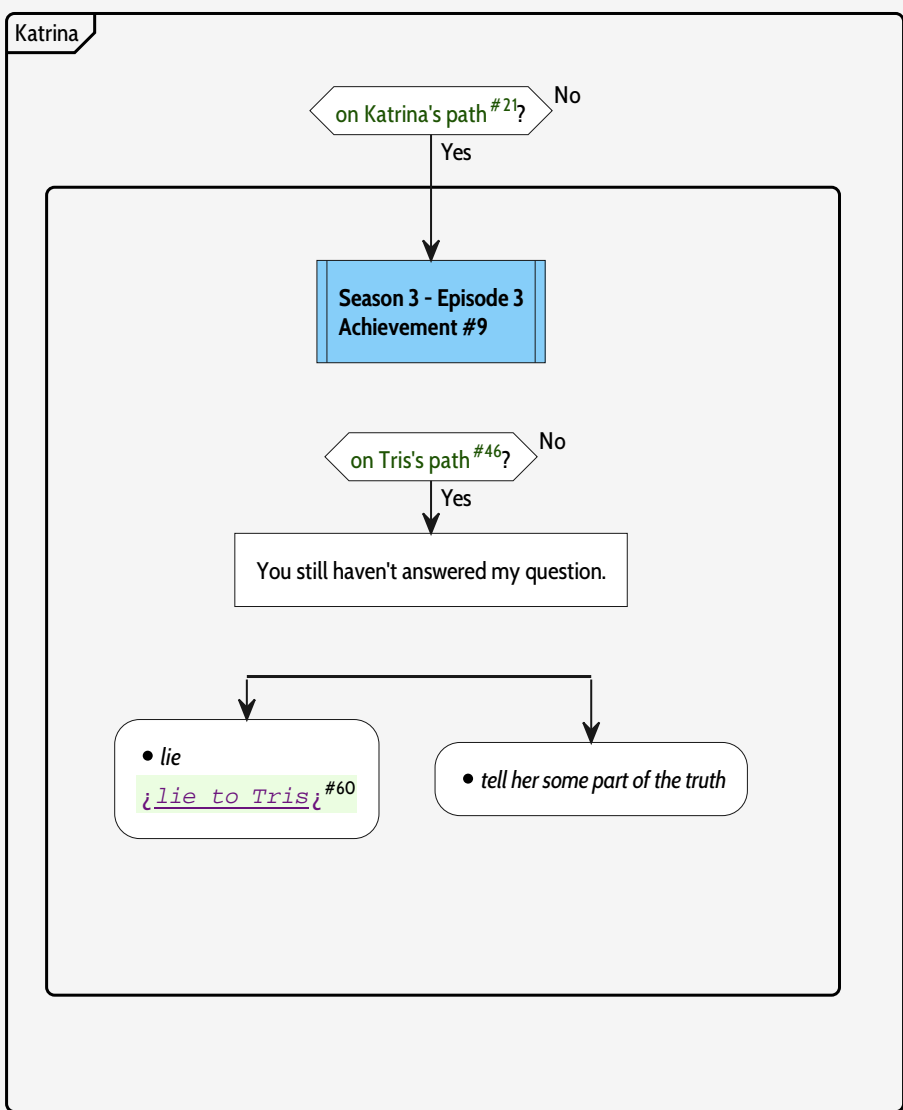 Katrina
on Katrina's path #21?
No
Yes
Season 3 - Episode 3
Achievement #9
on Tris's path #46?
No
Yes
You still haven't answered my question.
• lie
¿lie to Tris¿#60
• tell her some part of the truth